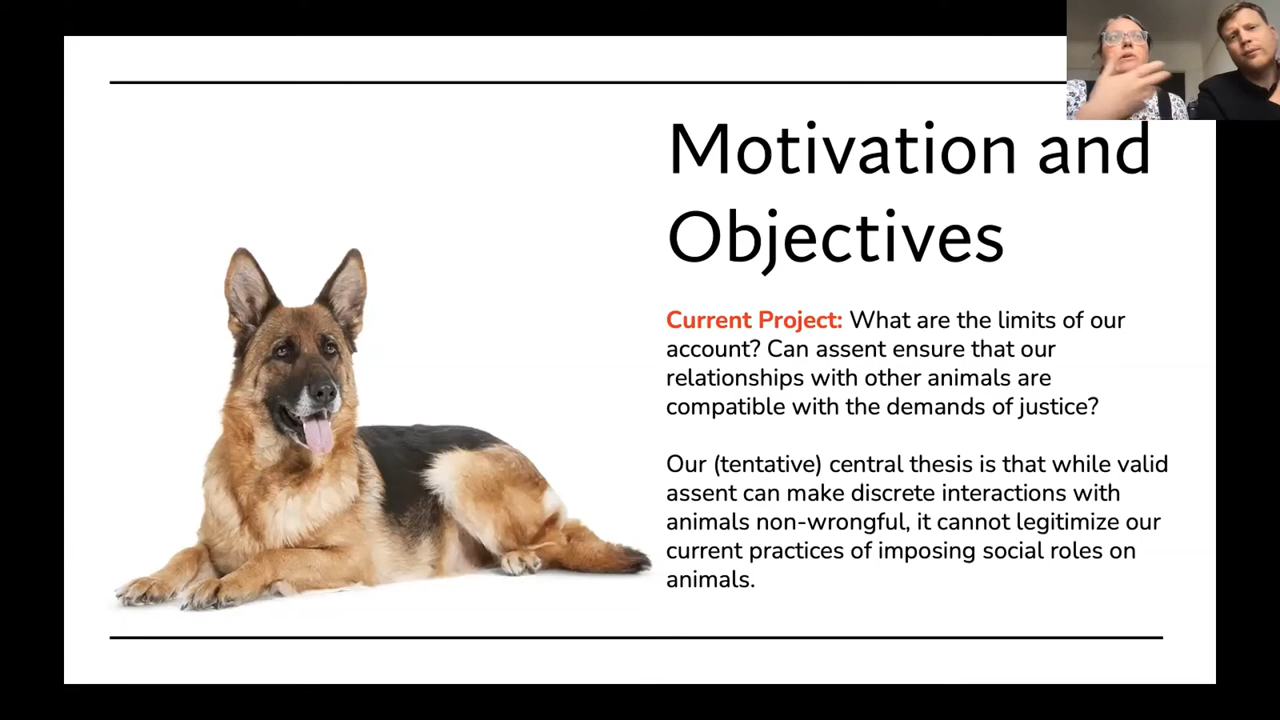 Motivation and
Objectives
Current Project: What are the limits of our
account? Can assent ensure that our
relationships with other animals are
compatible with the demands of justice?
Our (tentative) central thesis is that while valid
assent can make discrete interactions with
animals non-wrongful, it cannot legitimize our
current practices of imposing social roles on
animals.